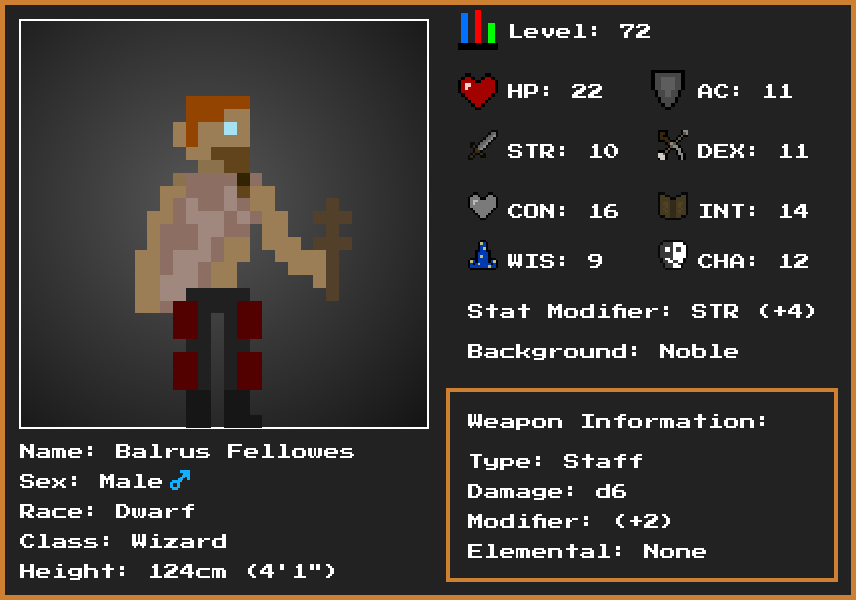 Level: 72
HP: 22 AC: 11
STR: 10 DEX: 11
CON: 16 INT: 14
WIS: 9 CHA: 12
Stat Modifier: STR (+4)
Background: Noble
Weapon Information:
Type: Staff
Damage: d6
Modifier: (+2)
Elemental: None
Name: Balrus Fellowes
Sex: Male ♂
Race: Dwarf
Class: Wizard
Height: 124cm (4'1")